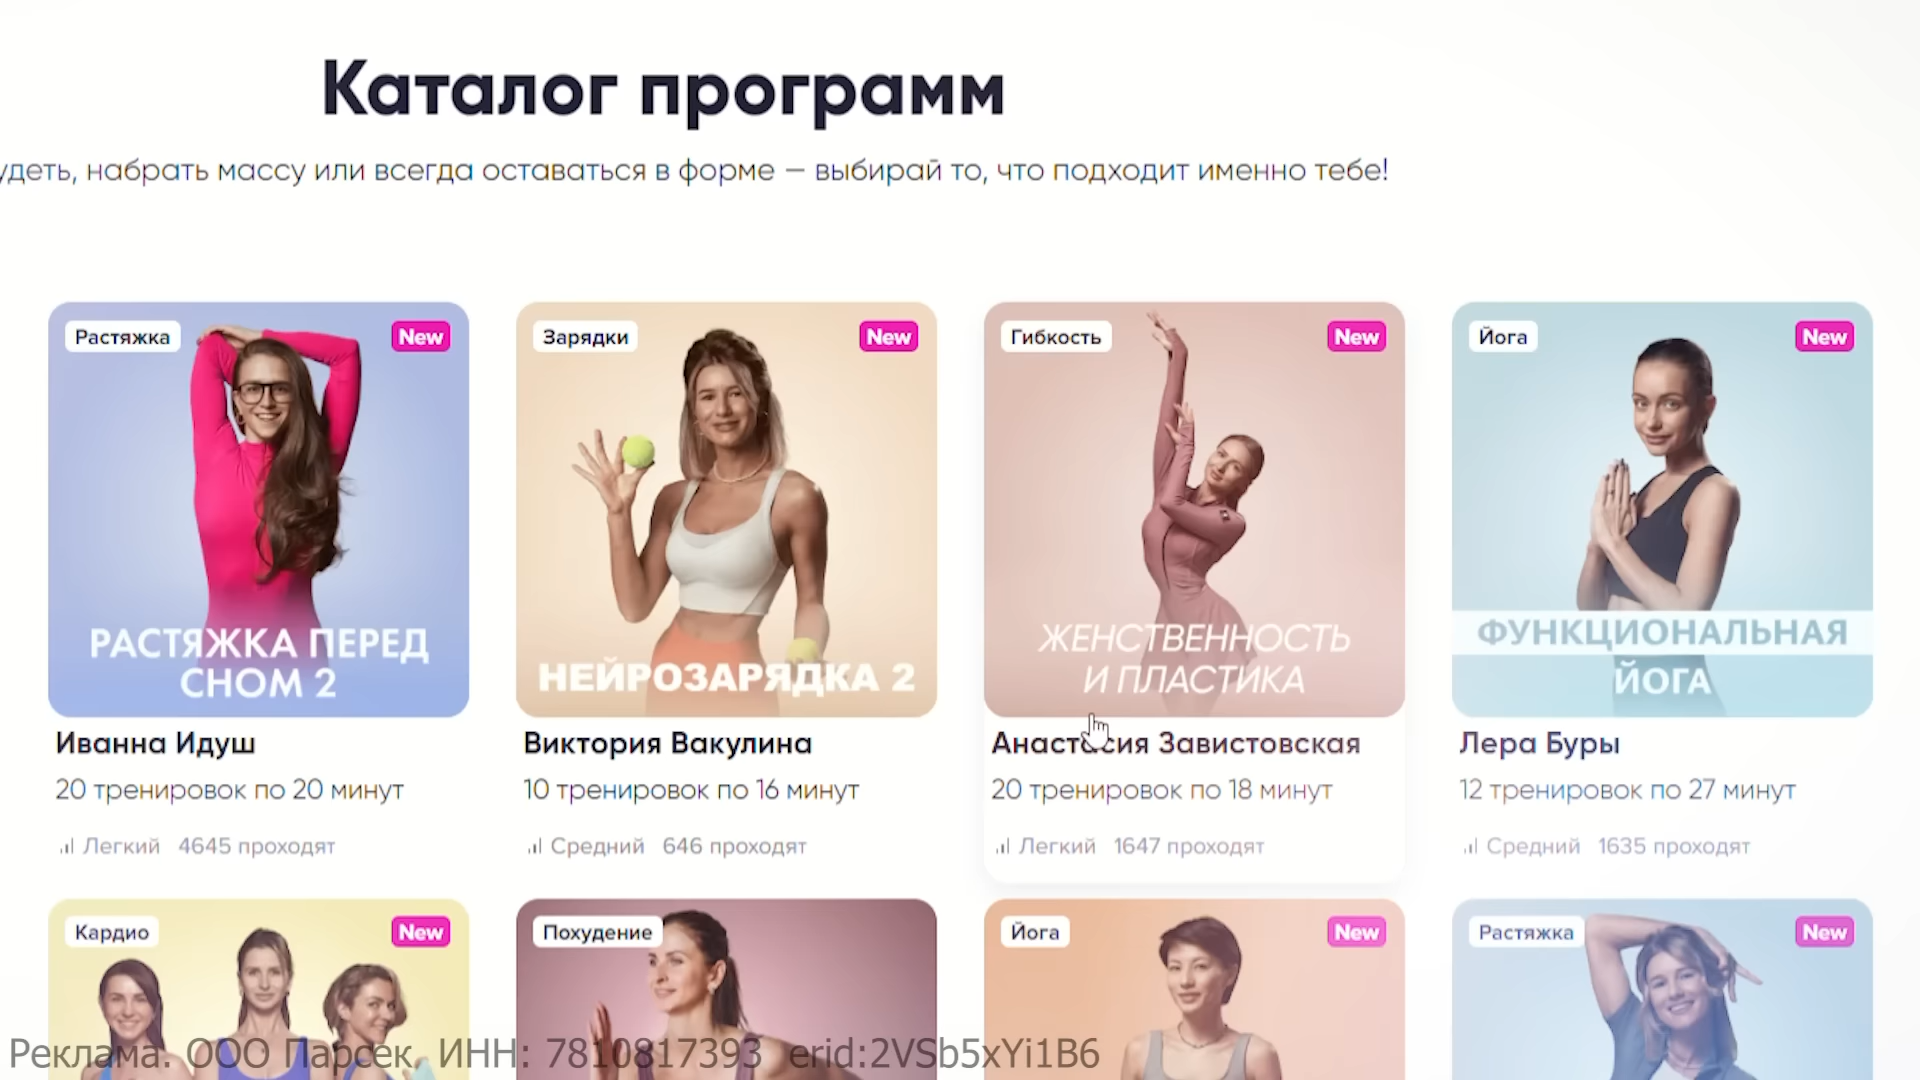 Каталог программ
удеть, набрать массу или всегда оставаться в форме — выбирай то, что подходит именно тебе!
Растяжка
New
РАСТЯЖКА ПЕРЕД
СНОМ 2
Иванна Идуш
20 тренировок по 20 минут
Легкий 4645 проходят
Зарядки
New
НЕЙРОЗАРЯДКА 2
Виктория Вакулина
10 тренировок по 16 минут
Средний 646 проходят
Гибкость
New
ЖЕНСТВЕННОСТЬ
И ПЛАСТИКА
Анастасия Завистовская
20 тренировок по 18 минут
Легкий 1647 проходят
Йога
New
ФУНКЦИОНАЛЬНАЯ
ЙОГА
Лера Буры
12 тренировок по 27 минут
Средний 1635 проходят
Кардио
New
Похудение
Йога
New
Растяжка
New
Реклама. ООО Парсек. ИНН: 7810817393 erid:2VSb5xYi1B6